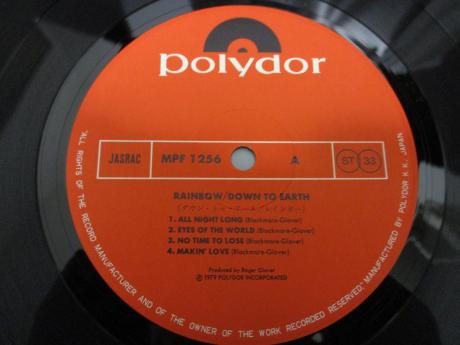 polydor
JASRAC MPF 1256 A ST 33
RAINBOW/DOWN TO EARTH
1. ALL NIGHT LONG (Blackmore-Glover)
2. EYES OF THE WORLD (Blackmore-Glover)
3. NO TIME TO LOSE (Blackmore-Glover)
4. MAKIN' LOVE (Blackmore-Glover)
Produced by Roger Glover
Ⓟ 1979 POLYDOR INCORPORATED
"ALL RIGHTS OF THE RECORD MANUFACTURER AND OF THE OWNER OF THE WORK RECORDED RESERVED" MANUFACTURED BY POLYDOR K.K. JAPAN